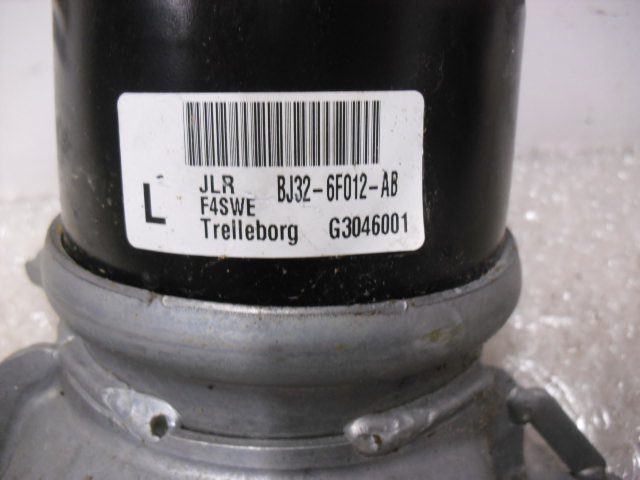 L
JLR BJ32-6F012-AB
F4SWE
Trelleborg G3046001